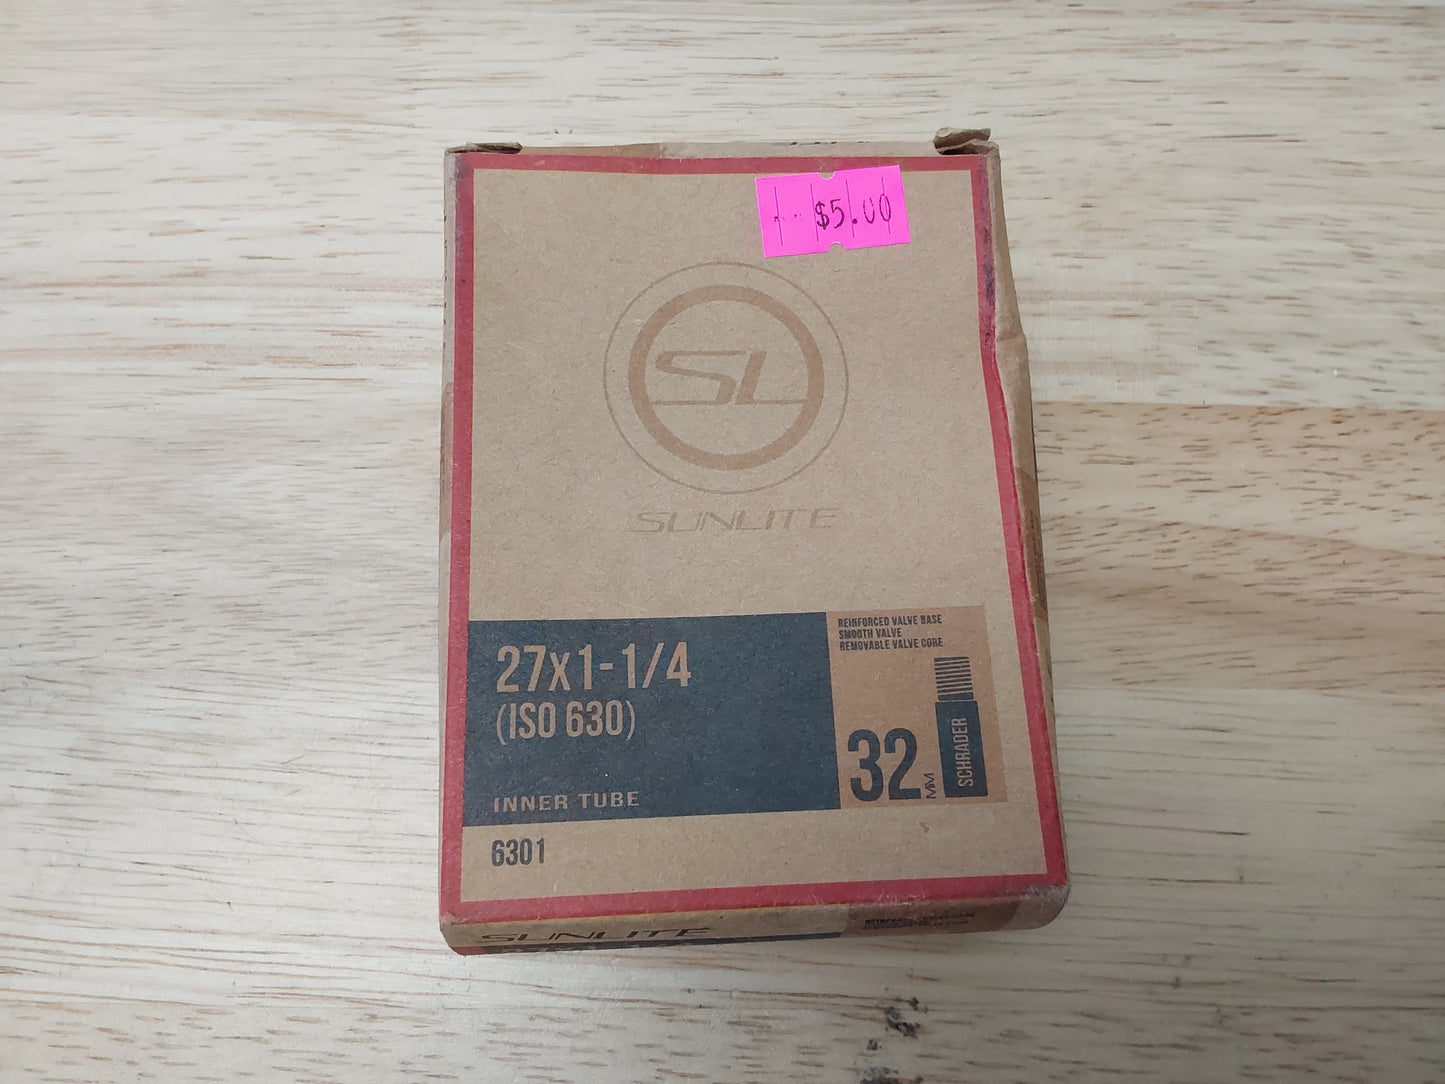 $5.00
SL
SUNLITE
27x1-1/4
(ISO 630)
INNER TUBE
REINFORCED VALVE BASE
SMOOTH VALVE
REMOVABLE VALVE CORE
32
MM
SCHRADER
6301
SUNLITE